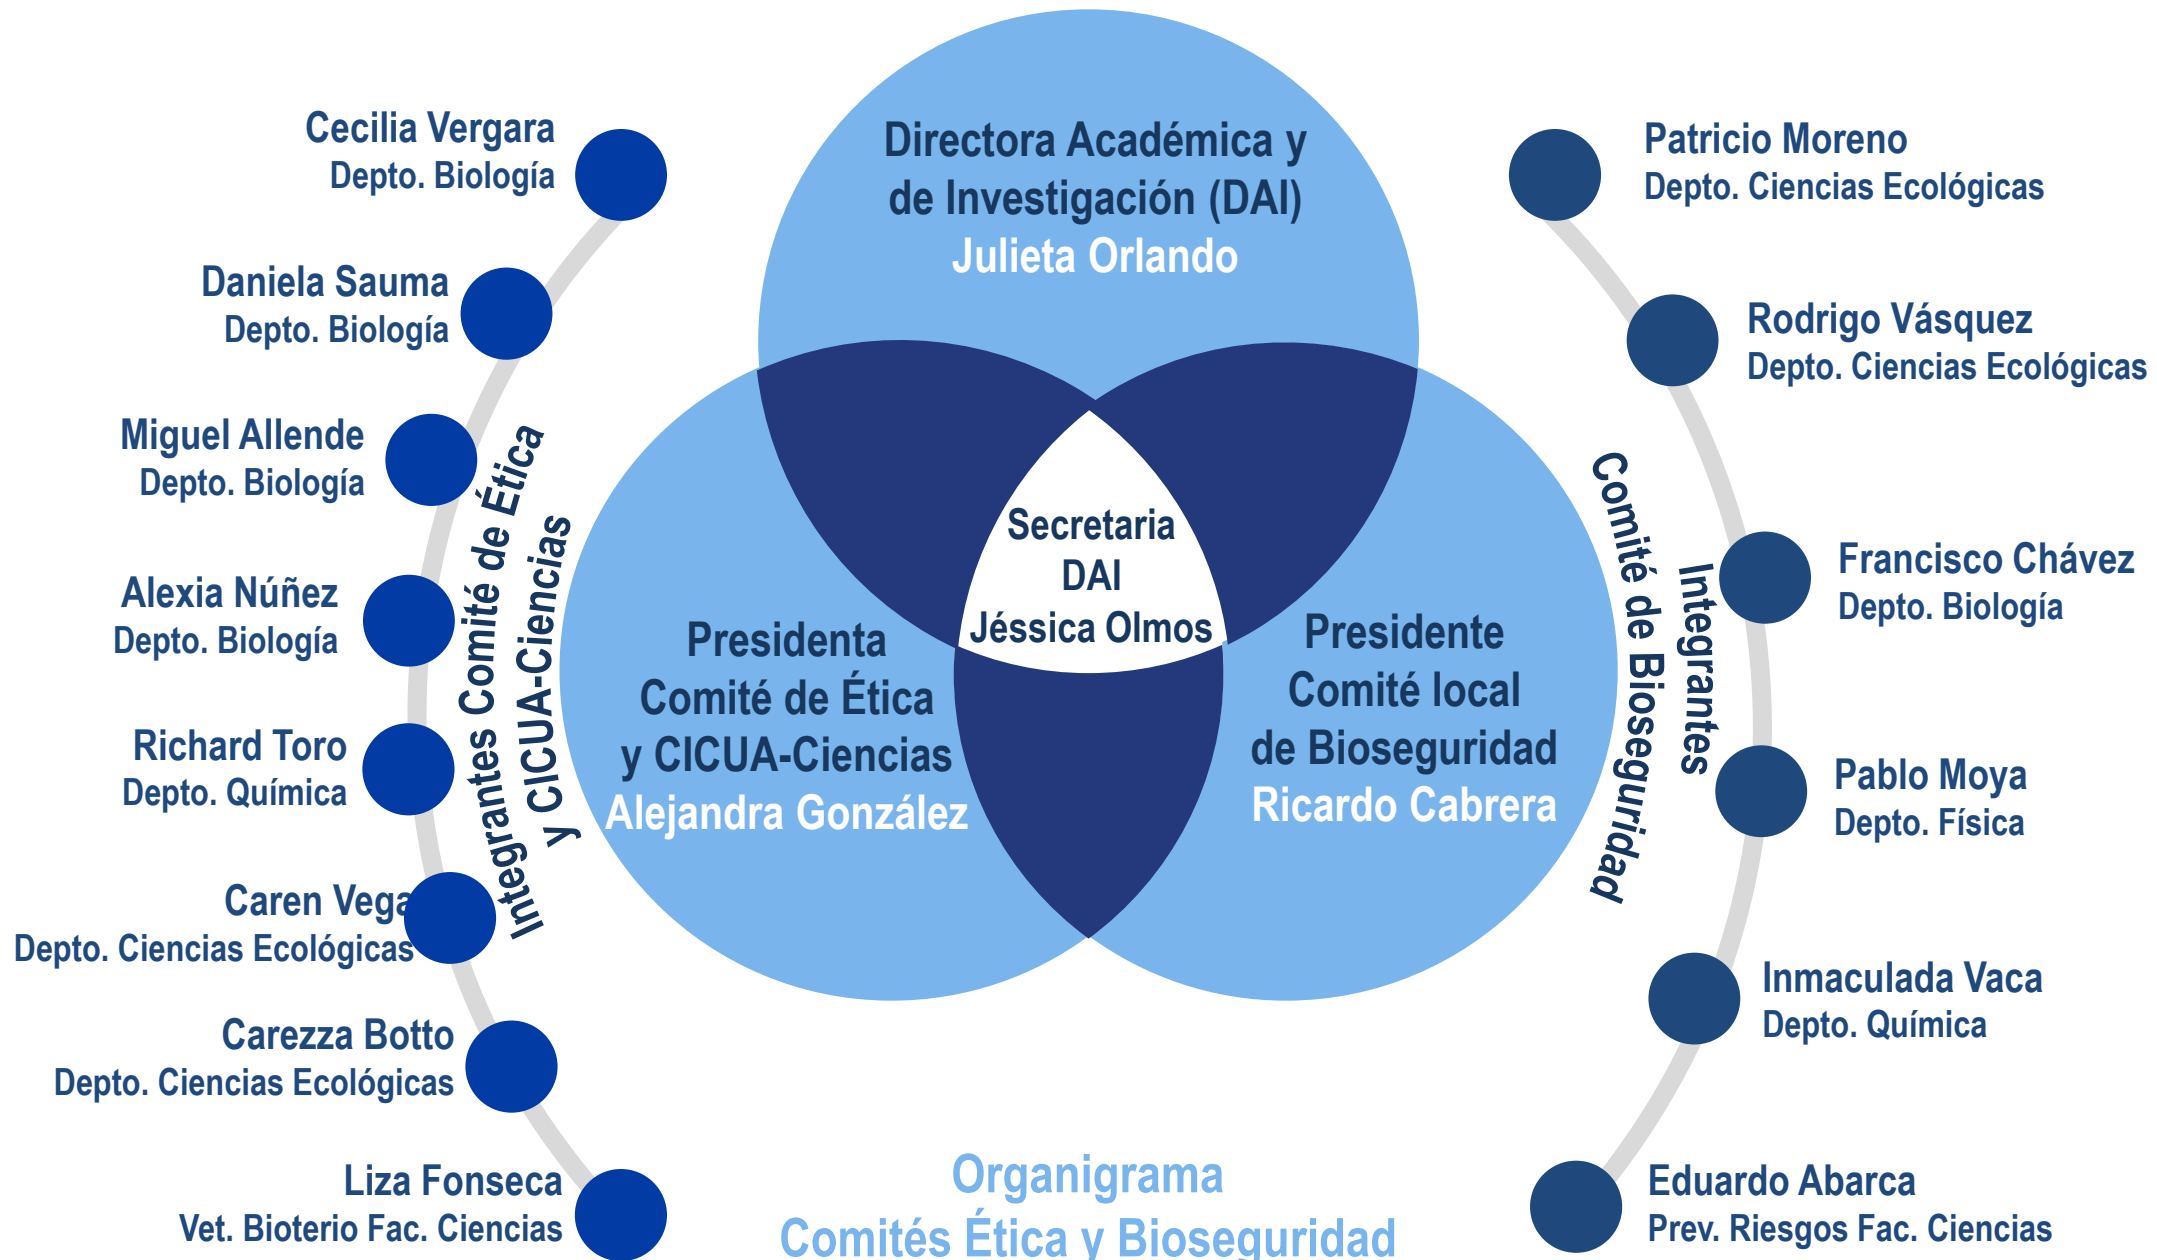 Cecilia Vergara
Depto. Biología
Daniela Sauma
Depto. Biología
Miguel Allende
Depto. Biología
Alexia Núñez
Depto. Biología
Richard Toro
Depto. Química
Caren Vega
Depto. Ciencias Ecológicas
Carezza Botto
Depto. Ciencias Ecológicas
Liza Fonseca
Vet. Bioterio Fac. Ciencias
Integrantes Comité de Ética
y CICUA-Ciencias
Directora Académica y
de Investigación (DAI)
Julieta Orlando
Secretaria
DAI
Jéssica Olmos
Presidenta
Comité de Ética
y CICUA-Ciencias
Alejandra González
Presidente
Comité local
de Bioseguridad
Ricardo Cabrera
Integrantes
Comité de Bioseguridad
Patricio Moreno
Depto. Ciencias Ecológicas
Rodrigo Vásquez
Depto. Ciencias Ecológicas
Francisco Chávez
Depto. Biología
Pablo Moya
Depto. Física
Inmaculada Vaca
Depto. Química
Eduardo Abarca
Prev. Riesgos Fac. Ciencias
Organigrama
Comités Ética y Bioseguridad